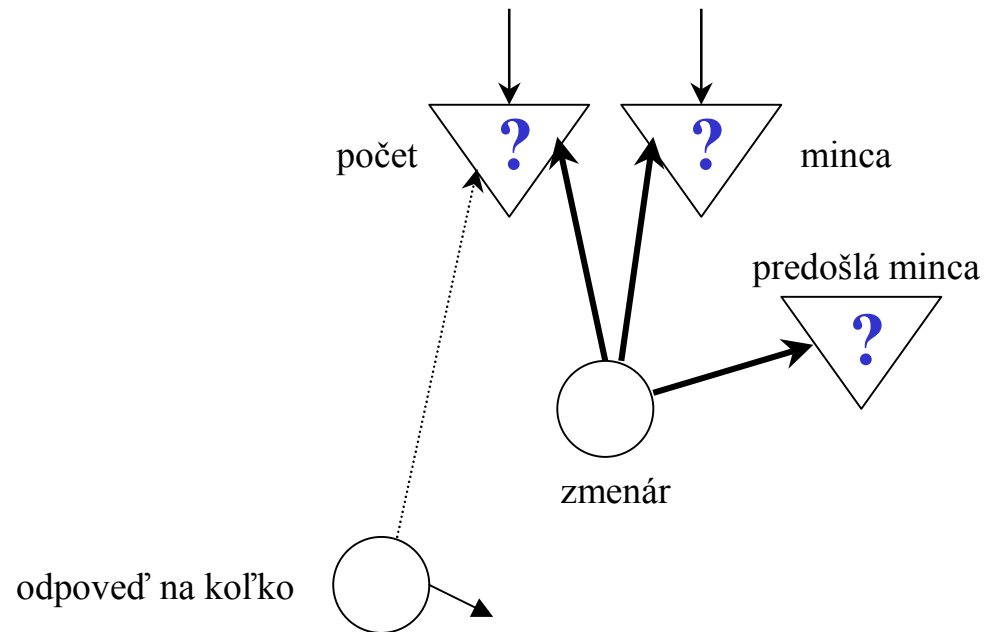 ? ?
počet minca
predošlá minca
?
zmenár
odpoveď na koľko